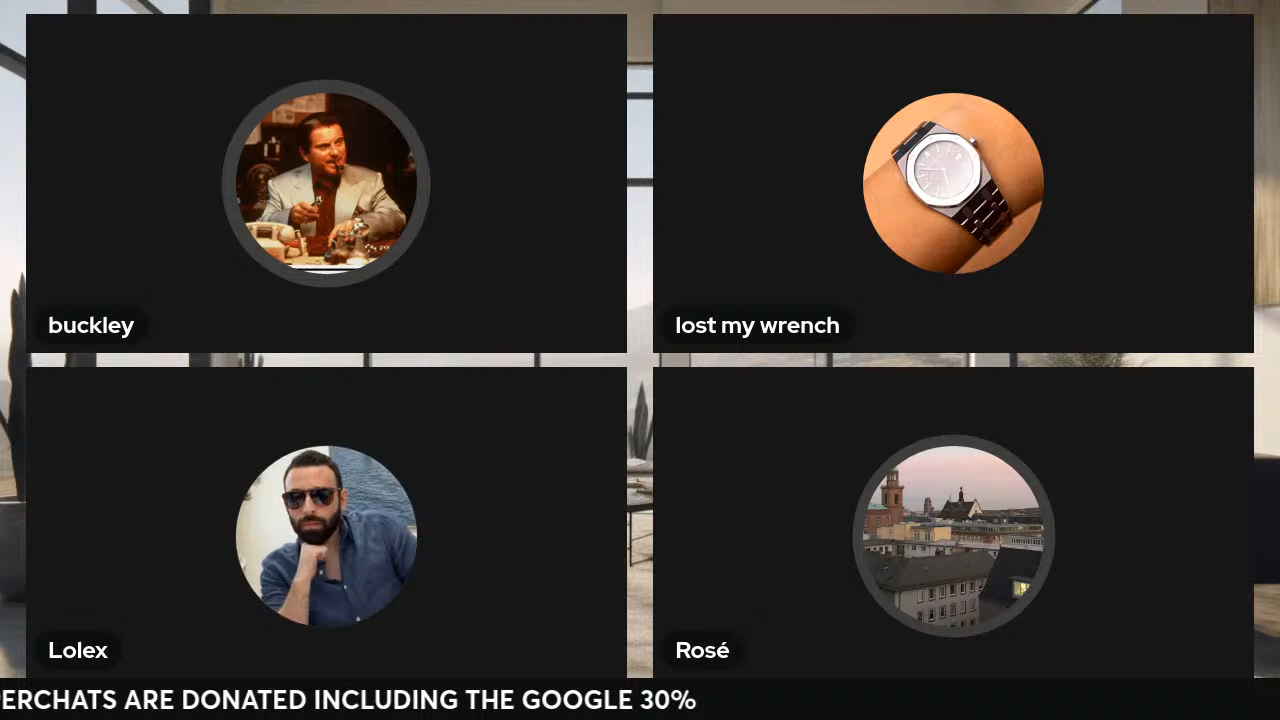 buckley
lost my wrench
Lolex
Rosé
ERCHATS ARE DONATED INCLUDING THE GOOGLE 30%